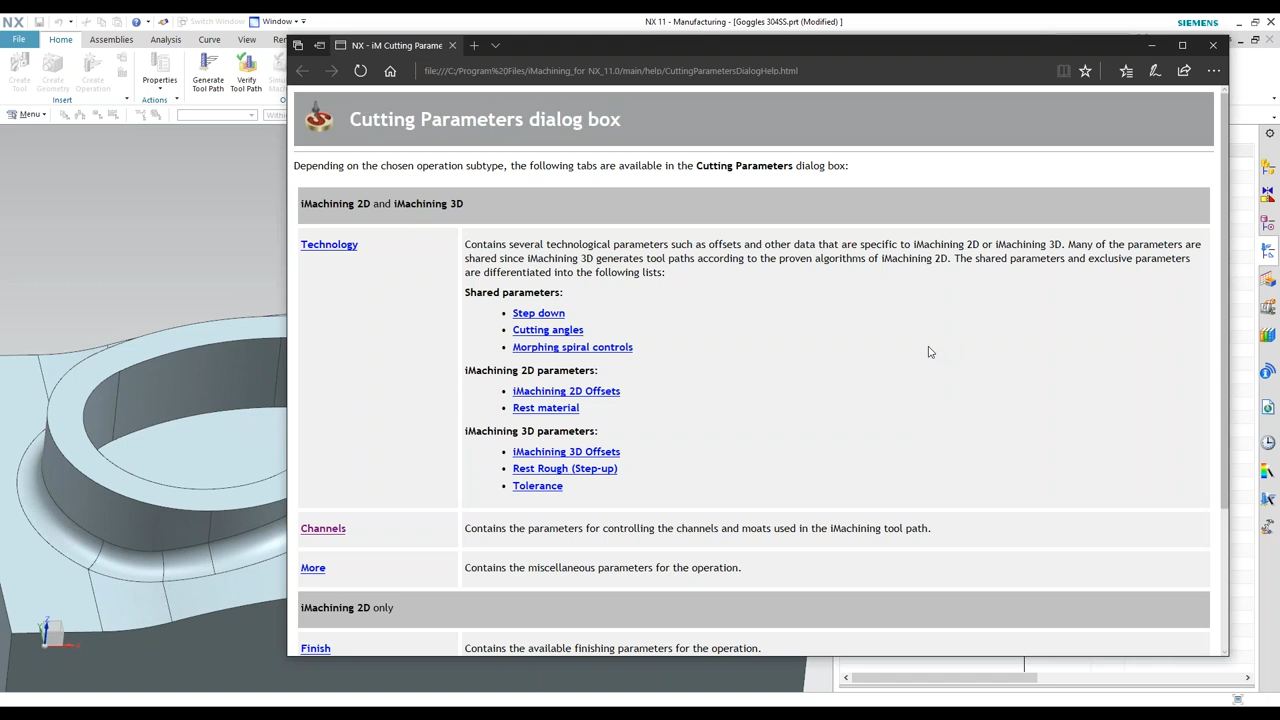 NX
Switch Window
Window
NX 11 - Manufacturing - [Goggles 304SS.prt (Modified) ]
SIEMENS
File
Home
Assemblies
Analysis
Curve
View
Create Tool
Create Geometry
Create Operation
Insert
Properties
Actions
Generate Tool Path
Verify Tool Path
Menu
NX - iM Cutting Parame
file:///C:/Program%20Files/iMachining_for NX_11.0/main/help/CuttingParametersDialogHelp.html
Cutting Parameters dialog box
Depending on the chosen operation subtype, the following tabs are available in the Cutting Parameters dialog box:
iMachining 2D and iMachining 3D
Technology
Contains several technological parameters such as offsets and other data that are specific to iMachining 2D or iMachining 3D. Many of the parameters are
shared since iMachining 3D generates tool paths according to the proven algorithms of iMachining 2D. The shared parameters and exclusive parameters
are differentiated into the following lists:
Shared parameters:
• Step down
• Cutting angles
• Morphing spiral controls
iMachining 2D parameters:
• iMachining 2D Offsets
• Rest material
iMachining 3D parameters:
• iMachining 3D Offsets
• Rest Rough (Step-up)
• Tolerance
Channels
Contains the parameters for controlling the channels and moats used in the iMachining tool path.
More
Contains the miscellaneous parameters for the operation.
iMachining 2D only
Finish
Contains the available finishing parameters for the operation.